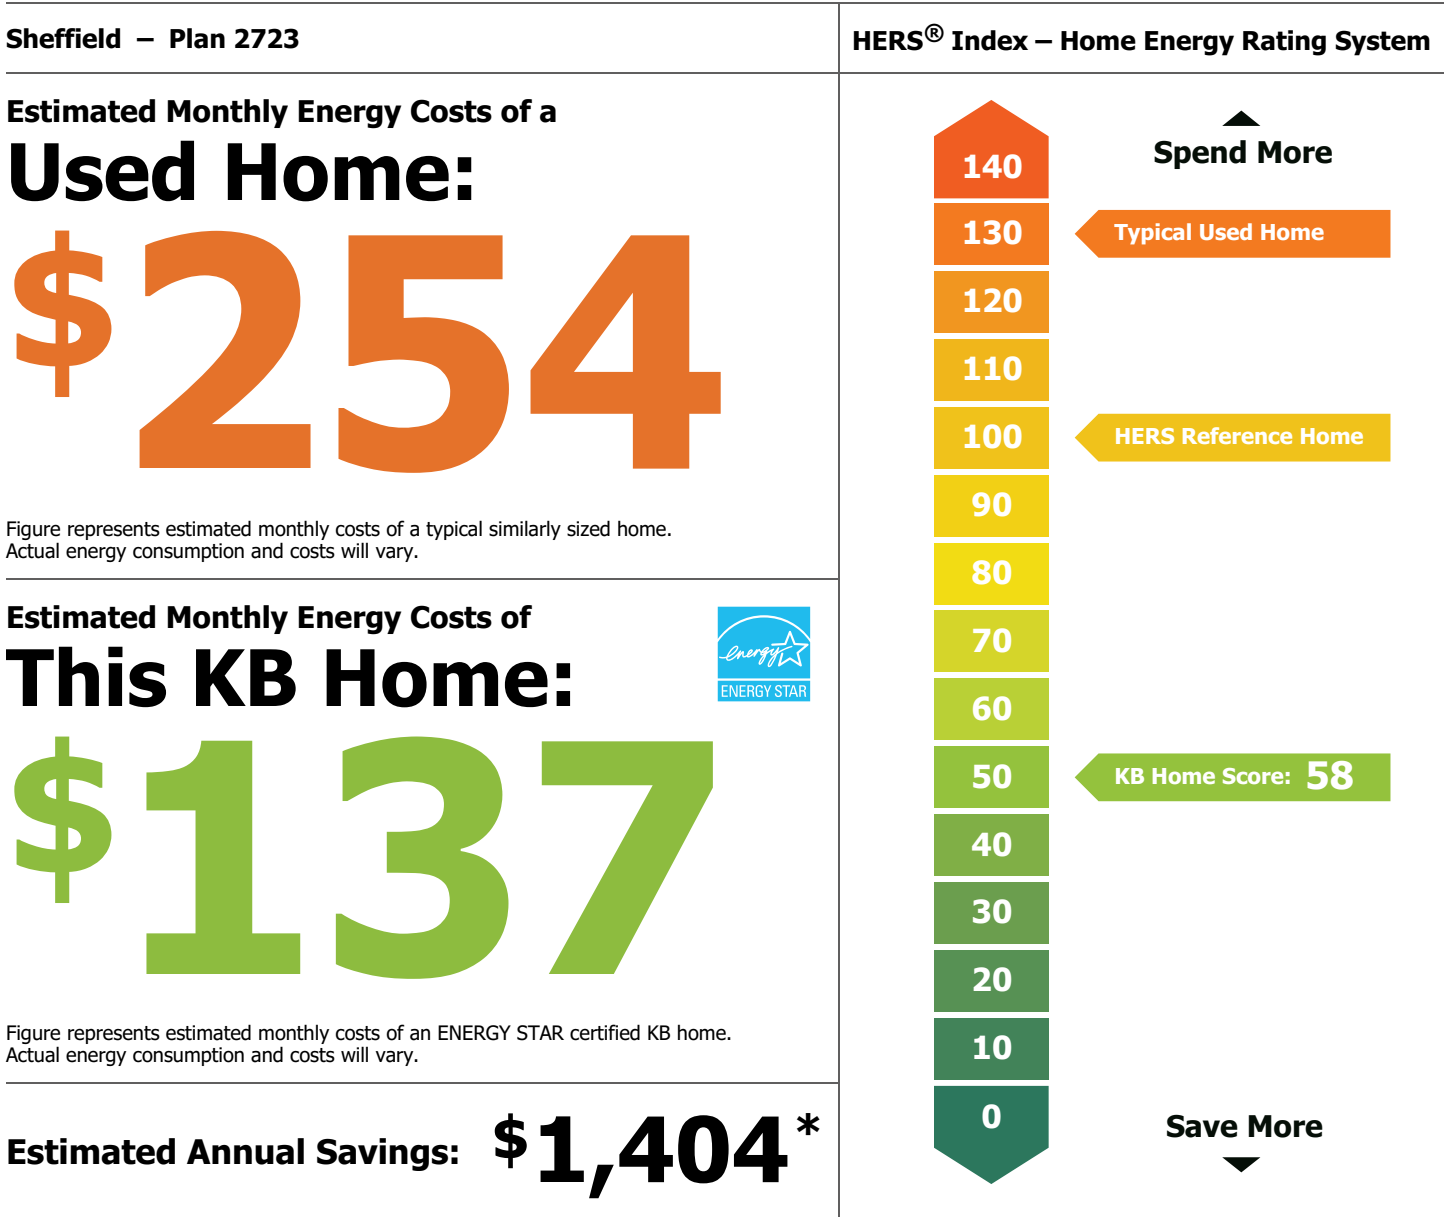 Sheffield – Plan 2723
Estimated Monthly Energy Costs of a
Used Home:
$254
Figure represents estimated monthly costs of a typical similarly sized home.
Actual energy consumption and costs will vary.
Estimated Monthly Energy Costs of
This KB Home:
energy
ENERGY STAR
$137
Figure represents estimated monthly costs of an ENERGY STAR certified KB home.
Actual energy consumption and costs will vary.
Estimated Annual Savings: $1,404*
HERS® Index – Home Energy Rating System
Spend More
140
130 Typical Used Home
120
110
100 HERS Reference Home
90
80
70
60
50 KB Home Score: 58
40
30
20
10
0
Save More